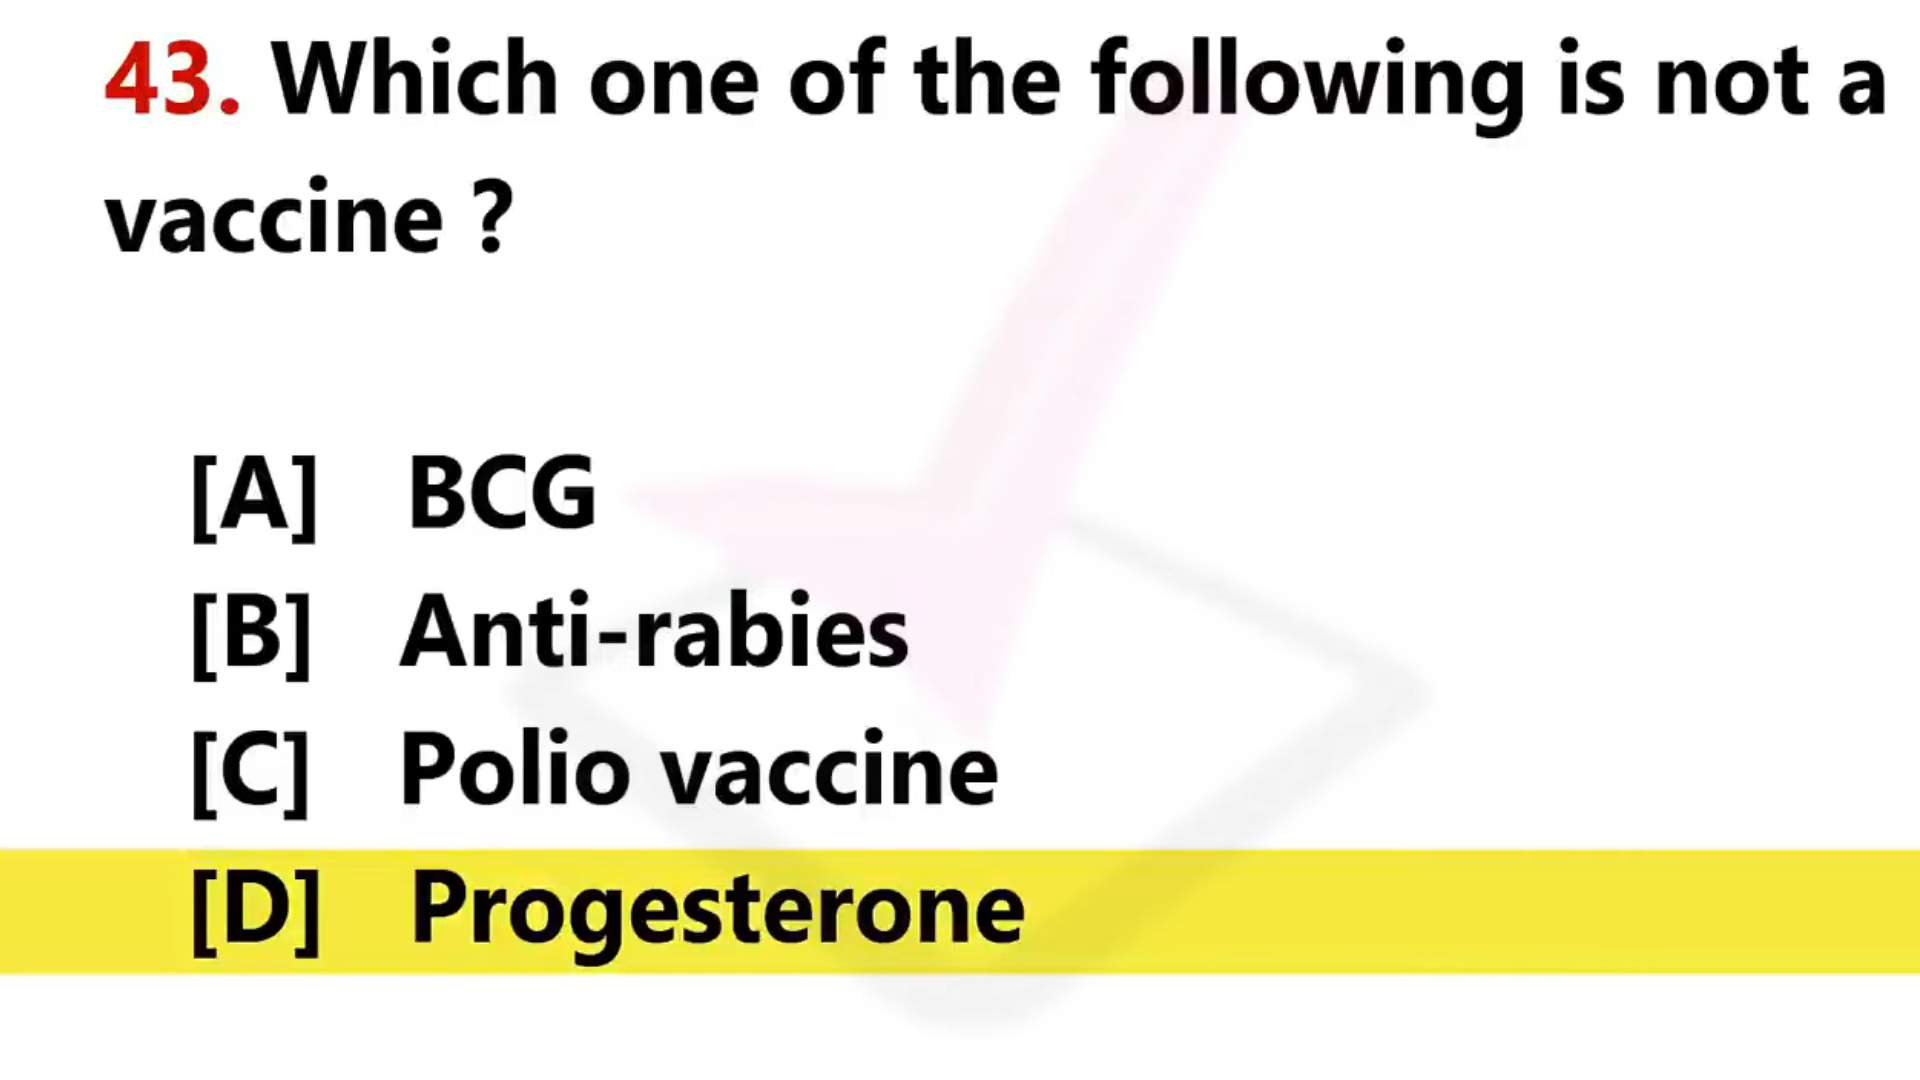 43. Which one of the following is not a
vaccine ?
[A] BCG
[B] Anti-rabies
[C] Polio vaccine
[D] Progesterone